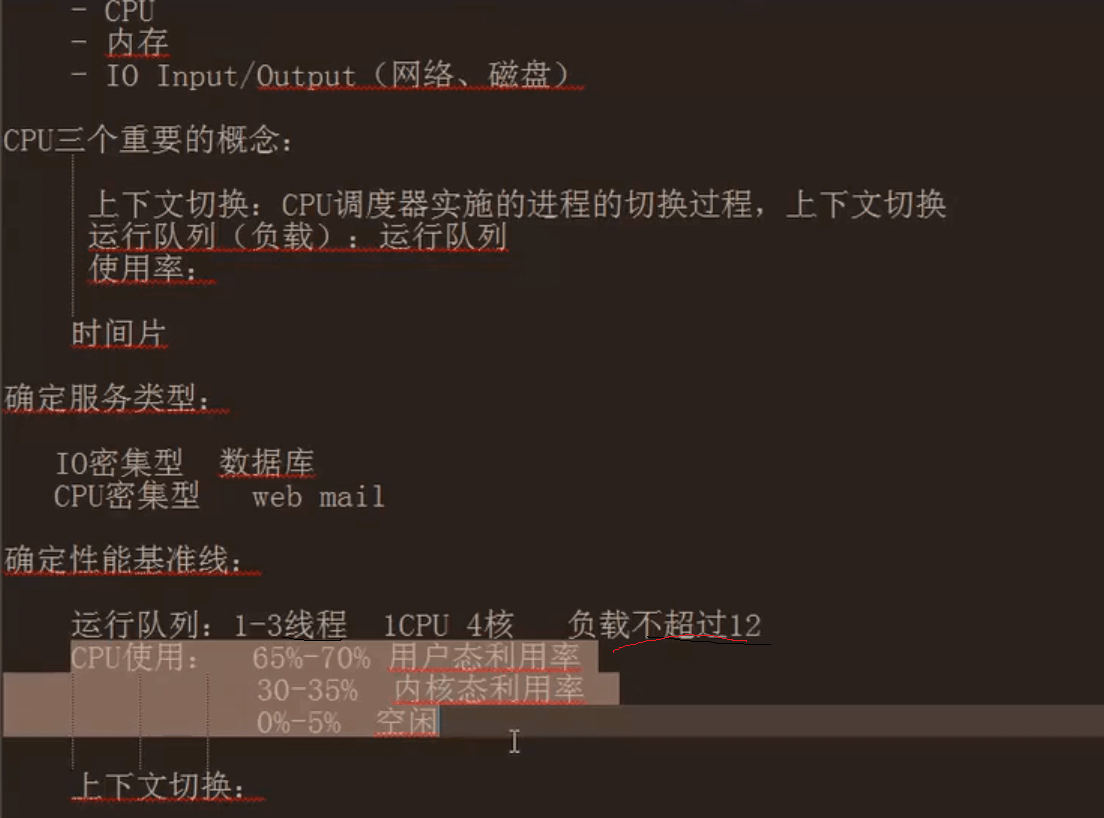 - CPU
- 内存
- IO Input/Output（网络、磁盘）
CPU三个重要的概念：
上下文切换：CPU调度器实施的进程的切换过程，上下文切换
运行队列（负载）：运行队列
使用率：
时间片
确定服务类型：
IO密集型 数据库
CPU密集型 web mail
确定性能基准线：
运行队列：1-3线程 1CPU 4核 负载不超过12
CPU使用： 65%-70% 用户态利用率
30-35% 内核态利用率
0%-5% 空闲
上下文切换：